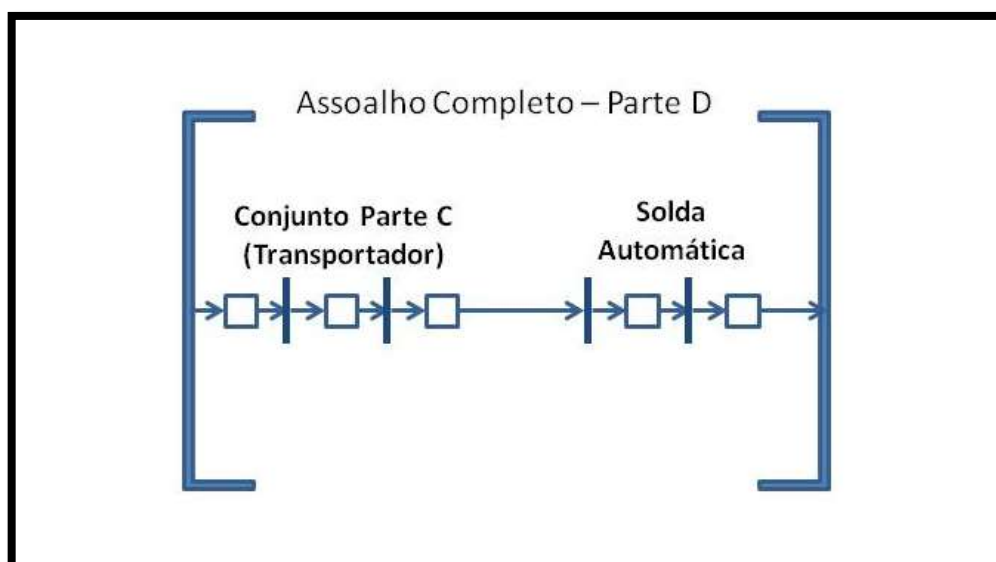 Assoalho Completo – Parte D
Conjunto Parte C
(Transportador)
Solda
Automática